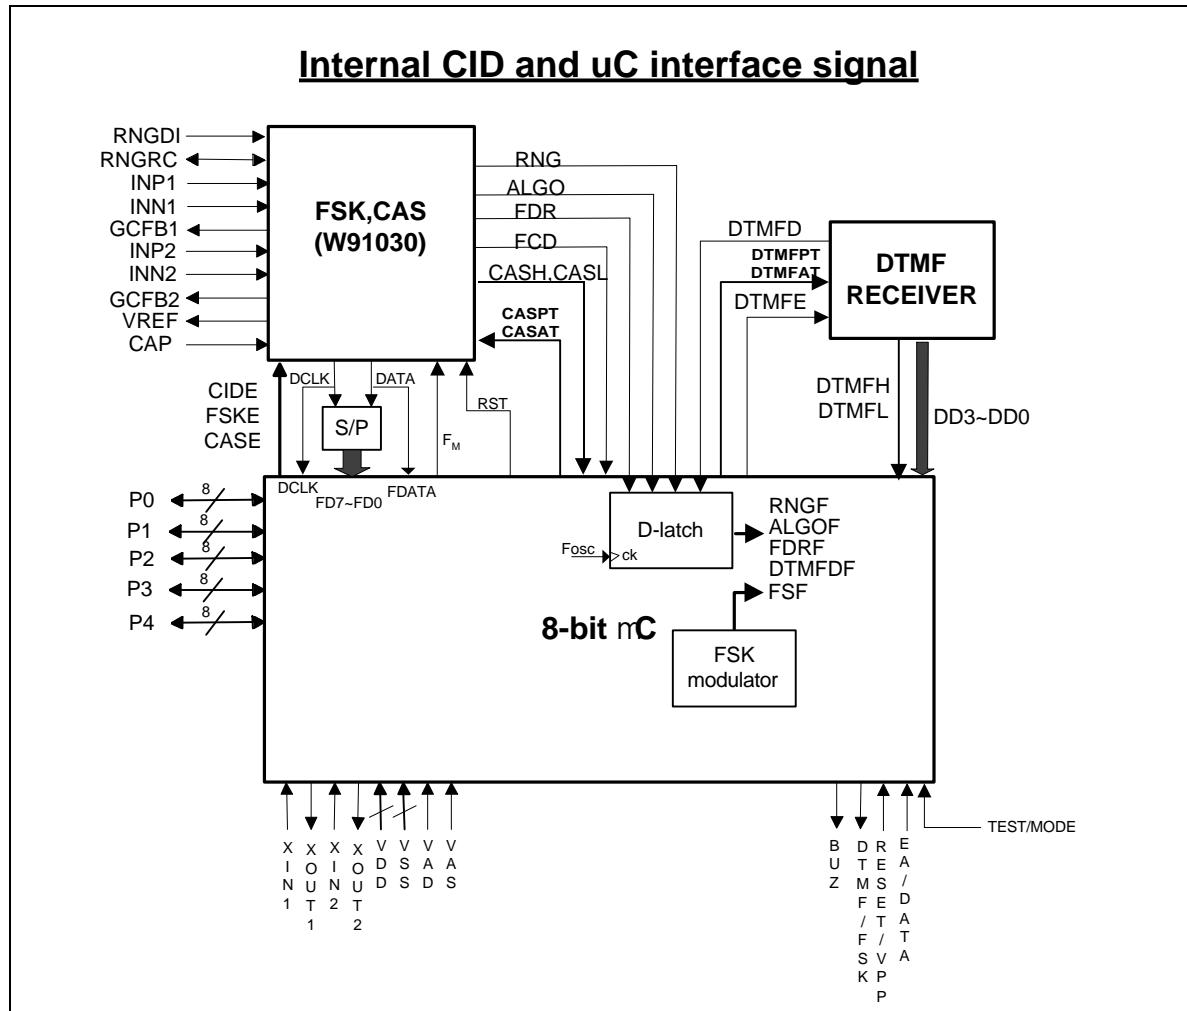 Internal CID and uC interface signal
RNGDI
RNGRC
INP1
INN1
GCFB1
INP2
INN2
GCFB2
VREF
CAP
FSK,CAS
(W91030)
RNG
ALGO
FDR
FCD
CASH,CASL
CASPT
CASAT
DTMFD
DTMFPT
DTMFAT
DTMFE
DTMF
RECEIVER
CIDE
FSKE
CASE
DCLK
DATA
S/P
FM
RST
DTMFH
DTMFL
DD3~DD0
DCLK
FD7~FD0
FDATA
P0
8
P1
8
P2
8
P3
8
P4
8
D-latch
Fosc
ck
RNGF
ALGOF
FDRF
DTMFDF
FSF
8-bit mC
FSK
modulator
XIN1
XOUT1
XIN2
XOUT2
VDD
VSS
VAD
VAS
BUZ
DTMF/FSK
RESET/VPP
EA/DATA
TEST/MODE